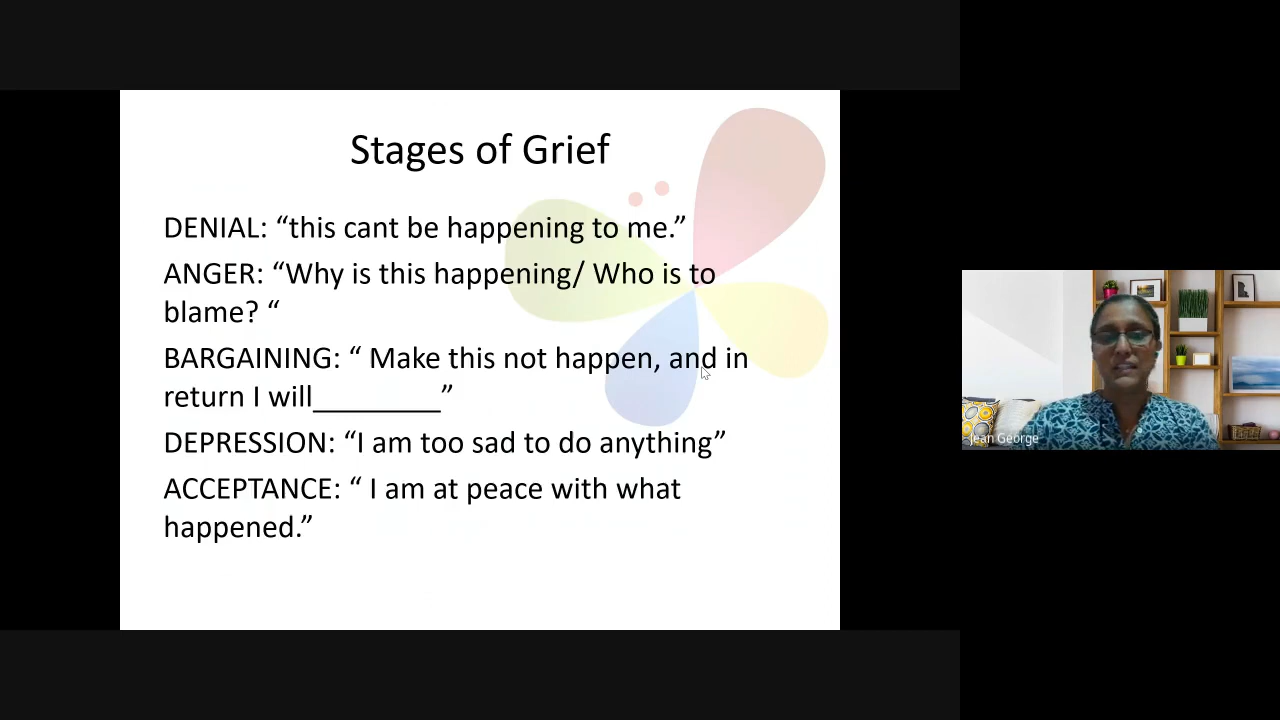 Stages of Grief
DENIAL: “this cant be happening to me.”
ANGER: “Why is this happening/ Who is to
blame? “
BARGAINING: “ Make this not happen, and in
return I will________”
DEPRESSION: “I am too sad to do anything”
ACCEPTANCE: “ I am at peace with what
happened.”
Jean George